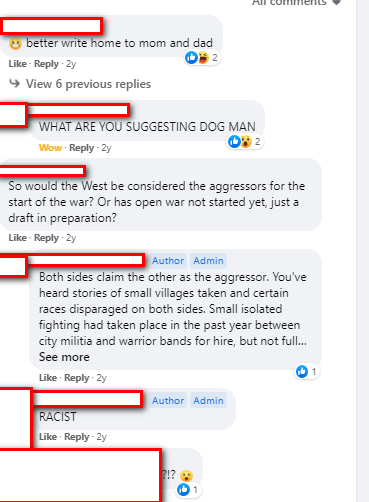 All comments
better write home to mom and dad
2
Like · Reply · 2y
View 6 previous replies
WHAT ARE YOU SUGGESTING DOG MAN
2
Wow · Reply · 2y
So would the West be considered the aggressors for the
start of the war? Or has open war not started yet, just a
draft in preparation?
Like · Reply · 2y
Author Admin
Both sides claim the other as the aggressor. You've
heard stories of small villages taken and certain
races disparaged on both sides. Small isolated
fighting had taken place in the past year between
city militia and warrior bands for hire, but not full...
See more
1
Like · Reply · 2y
Author Admin
RACIST
Like · Reply · 2y
?!?
1